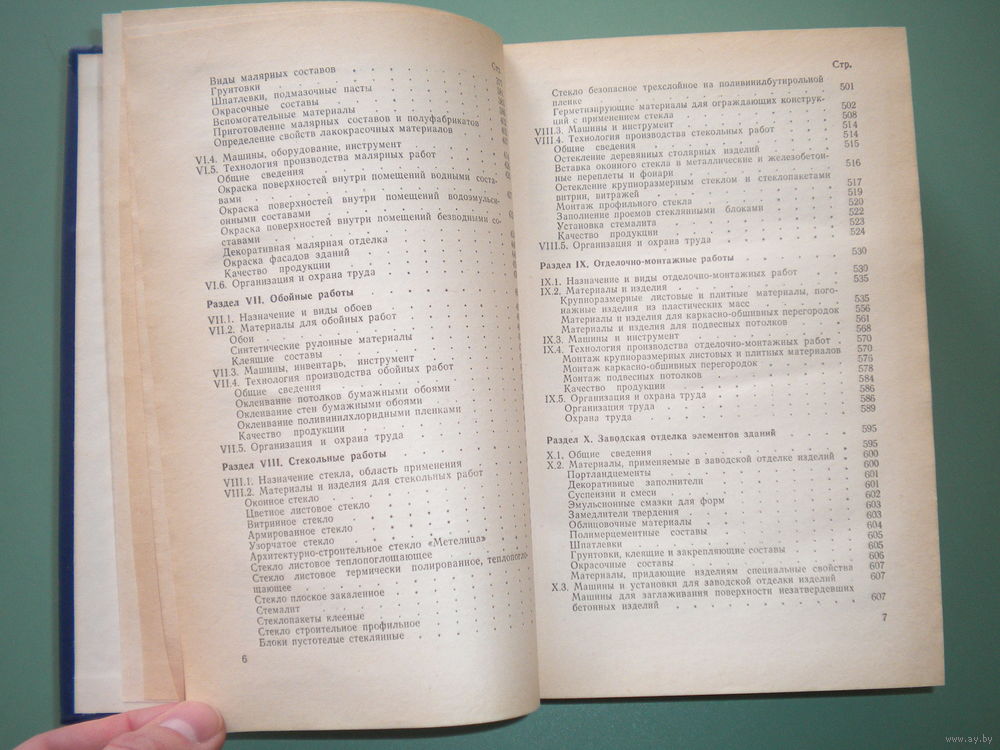 Стр
Виды малярных составов
Грунтовки
Шпатлевки, подмазочные пасты
Окрасочные составы
Вспомогательные материалы
Приготовление малярных составов и полуфабрикатов
Определение свойств лакокрасочных материалов
VI.4. Машины, оборудование, инструмент
VI.5. Технология производства малярных работ
Общие сведения
Окраска поверхностей внутри помещений водными соста-
вами
Окраска поверхностей внутри помещений водоэмульси-
онными составами
Окраска поверхностей внутри помещений безводными со-
ставами
Декоративная малярная отделка
Окраска фасадов зданий
Качество продукции
VI.6. Организация и охрана труда
Раздел VII. Обойные работы
VII.1. Назначение и виды обоев
VII.2. Материалы для обойных работ
Обои
Синтетические рулонные материалы
Клеящие составы
VII.3. Машины, инвентарь, инструмент
VII.4. Технология производства обойных работ
Общие сведения
Оклеивание потолков бумажными обоями
Оклеивание стен бумажными обоями
Оклеивание поливинилхлоридными пленками
Качество продукции
VII.5. Организация и охрана труда
Раздел VIII. Стекольные работы
VIII.1. Назначение стекла, область применения
VIII.2. Материалы и изделия для стекольных работ
Оконное стекло
Цветное листовое стекло
Витринное стекло
Армированное стекло
Узорчатое стекло
Архитектурно-строительное стекло «Метелица»
Стекло листовое теплопоглощающее
Стекло листовое термически полированное, теплопогло-
щающее
Стекло плоское закаленное
Стемалит
Стеклопакеты клееные
Стекло строительное профильное
Блоки пустотелые стеклянные
6
Стр.
Стекло безопасное трехслойное на поливинилбутирольной
пленке 501
Герметизирующие материалы для ограждающих конструк-
ций с применением стекла 502
VIII.3. Машины и инструмент 508
VIII.4. Технология производства стекольных работ 514
Общие сведения 514
Остекление деревянных столярных изделий 515
Вставка оконного стекла в металлические и железобетон-
ные переплеты и фонари 516
Остекление крупноразмерным стеклом и стеклопакетами
витрин, витражей 517
Монтаж профильного стекла 519
Заполнение проемов стеклянными блоками 520
Установка стемалита 522
Качество продукции 523
VIII.5. Организация и охрана труда 524
Раздел IX. Отделочно-монтажные работы 530
IX.1. Назначение и виды отделочно-монтажных работ 530
IX.2. Материалы и изделия 535
Крупноразмерные листовые и плитные материалы, пого-
нажные изделия из пластических масс 535
Материалы и изделия для каркасно-обшивных перегородок 556
Материалы и изделия для подвесных потолков 561
IX.3. Машины и инструмент 568
IX.4. Технология производства отделочно-монтажных работ 570
Монтаж крупноразмерных листовых и плитных материалов 570
Монтаж каркасно-обшивных перегородок 576
Монтаж подвесных потолков 578
Качество продукции 584
IX.5. Организация и охрана труда 586
Организация труда 586
Охрана труда 589
Раздел X. Заводская отделка элементов зданий 595
X.1. Общие сведения 595
X.2. Материалы, применяемые в заводской отделке изделий 600
Портландцементы 600
Декоративные заполнители 601
Суспензии и смеси 601
Эмульсионные смазки для форм 602
Замедлители твердения 603
Облицовочные материалы 603
Полимерцементные составы 604
Шпатлевки 605
Грунтовки, клеящие и закрепляющие составы 605
Окрасочные составы 606
Материалы, придающие изделиям специальные свойства 607
X.3. Машины и установки для заводской отделки изделий 607
Машины для заглаживания поверхности незатвердевших
бетонных изделий 607
7
www.ay.by